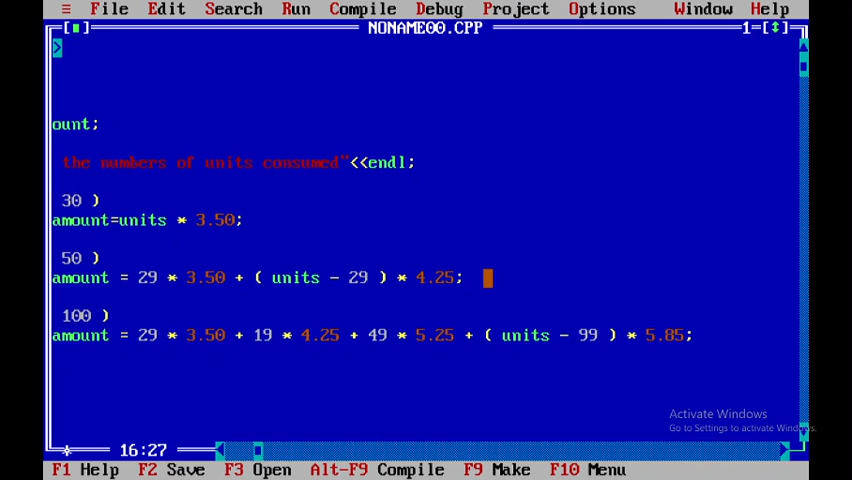 ≡ File Edit Search Run Compile Debug Project Options Window Help
[■] NONAME00.CPP 1=[↕]
>
ount;
the numbers of units consumed"<<endl;
30 )
amount=units * 3.50;
50 )
amount = 29 * 3.50 + ( units - 29 ) * 4.25;
100 )
amount = 29 * 3.50 + 19 * 4.25 + 49 * 5.25 + ( units - 99 ) * 5.85;
Activate Windows
Go to Settings to activate Windows.
* 16:27
F1 Help F2 Save F3 Open Alt-F9 Compile F9 Make F10 Menu